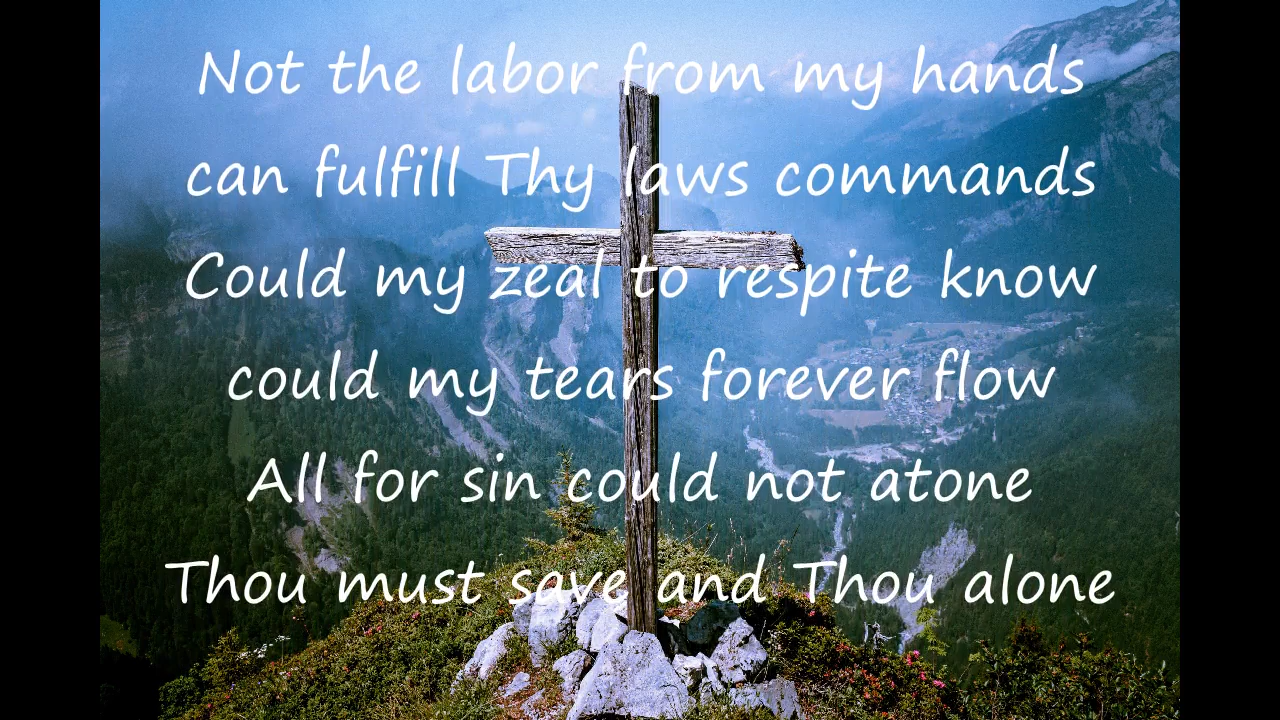 Not the labor from my hands
can fulfill Thy laws commands
Could my zeal to respite know
could my tears forever flow
All for sin could not atone
Thou must save and Thou alone